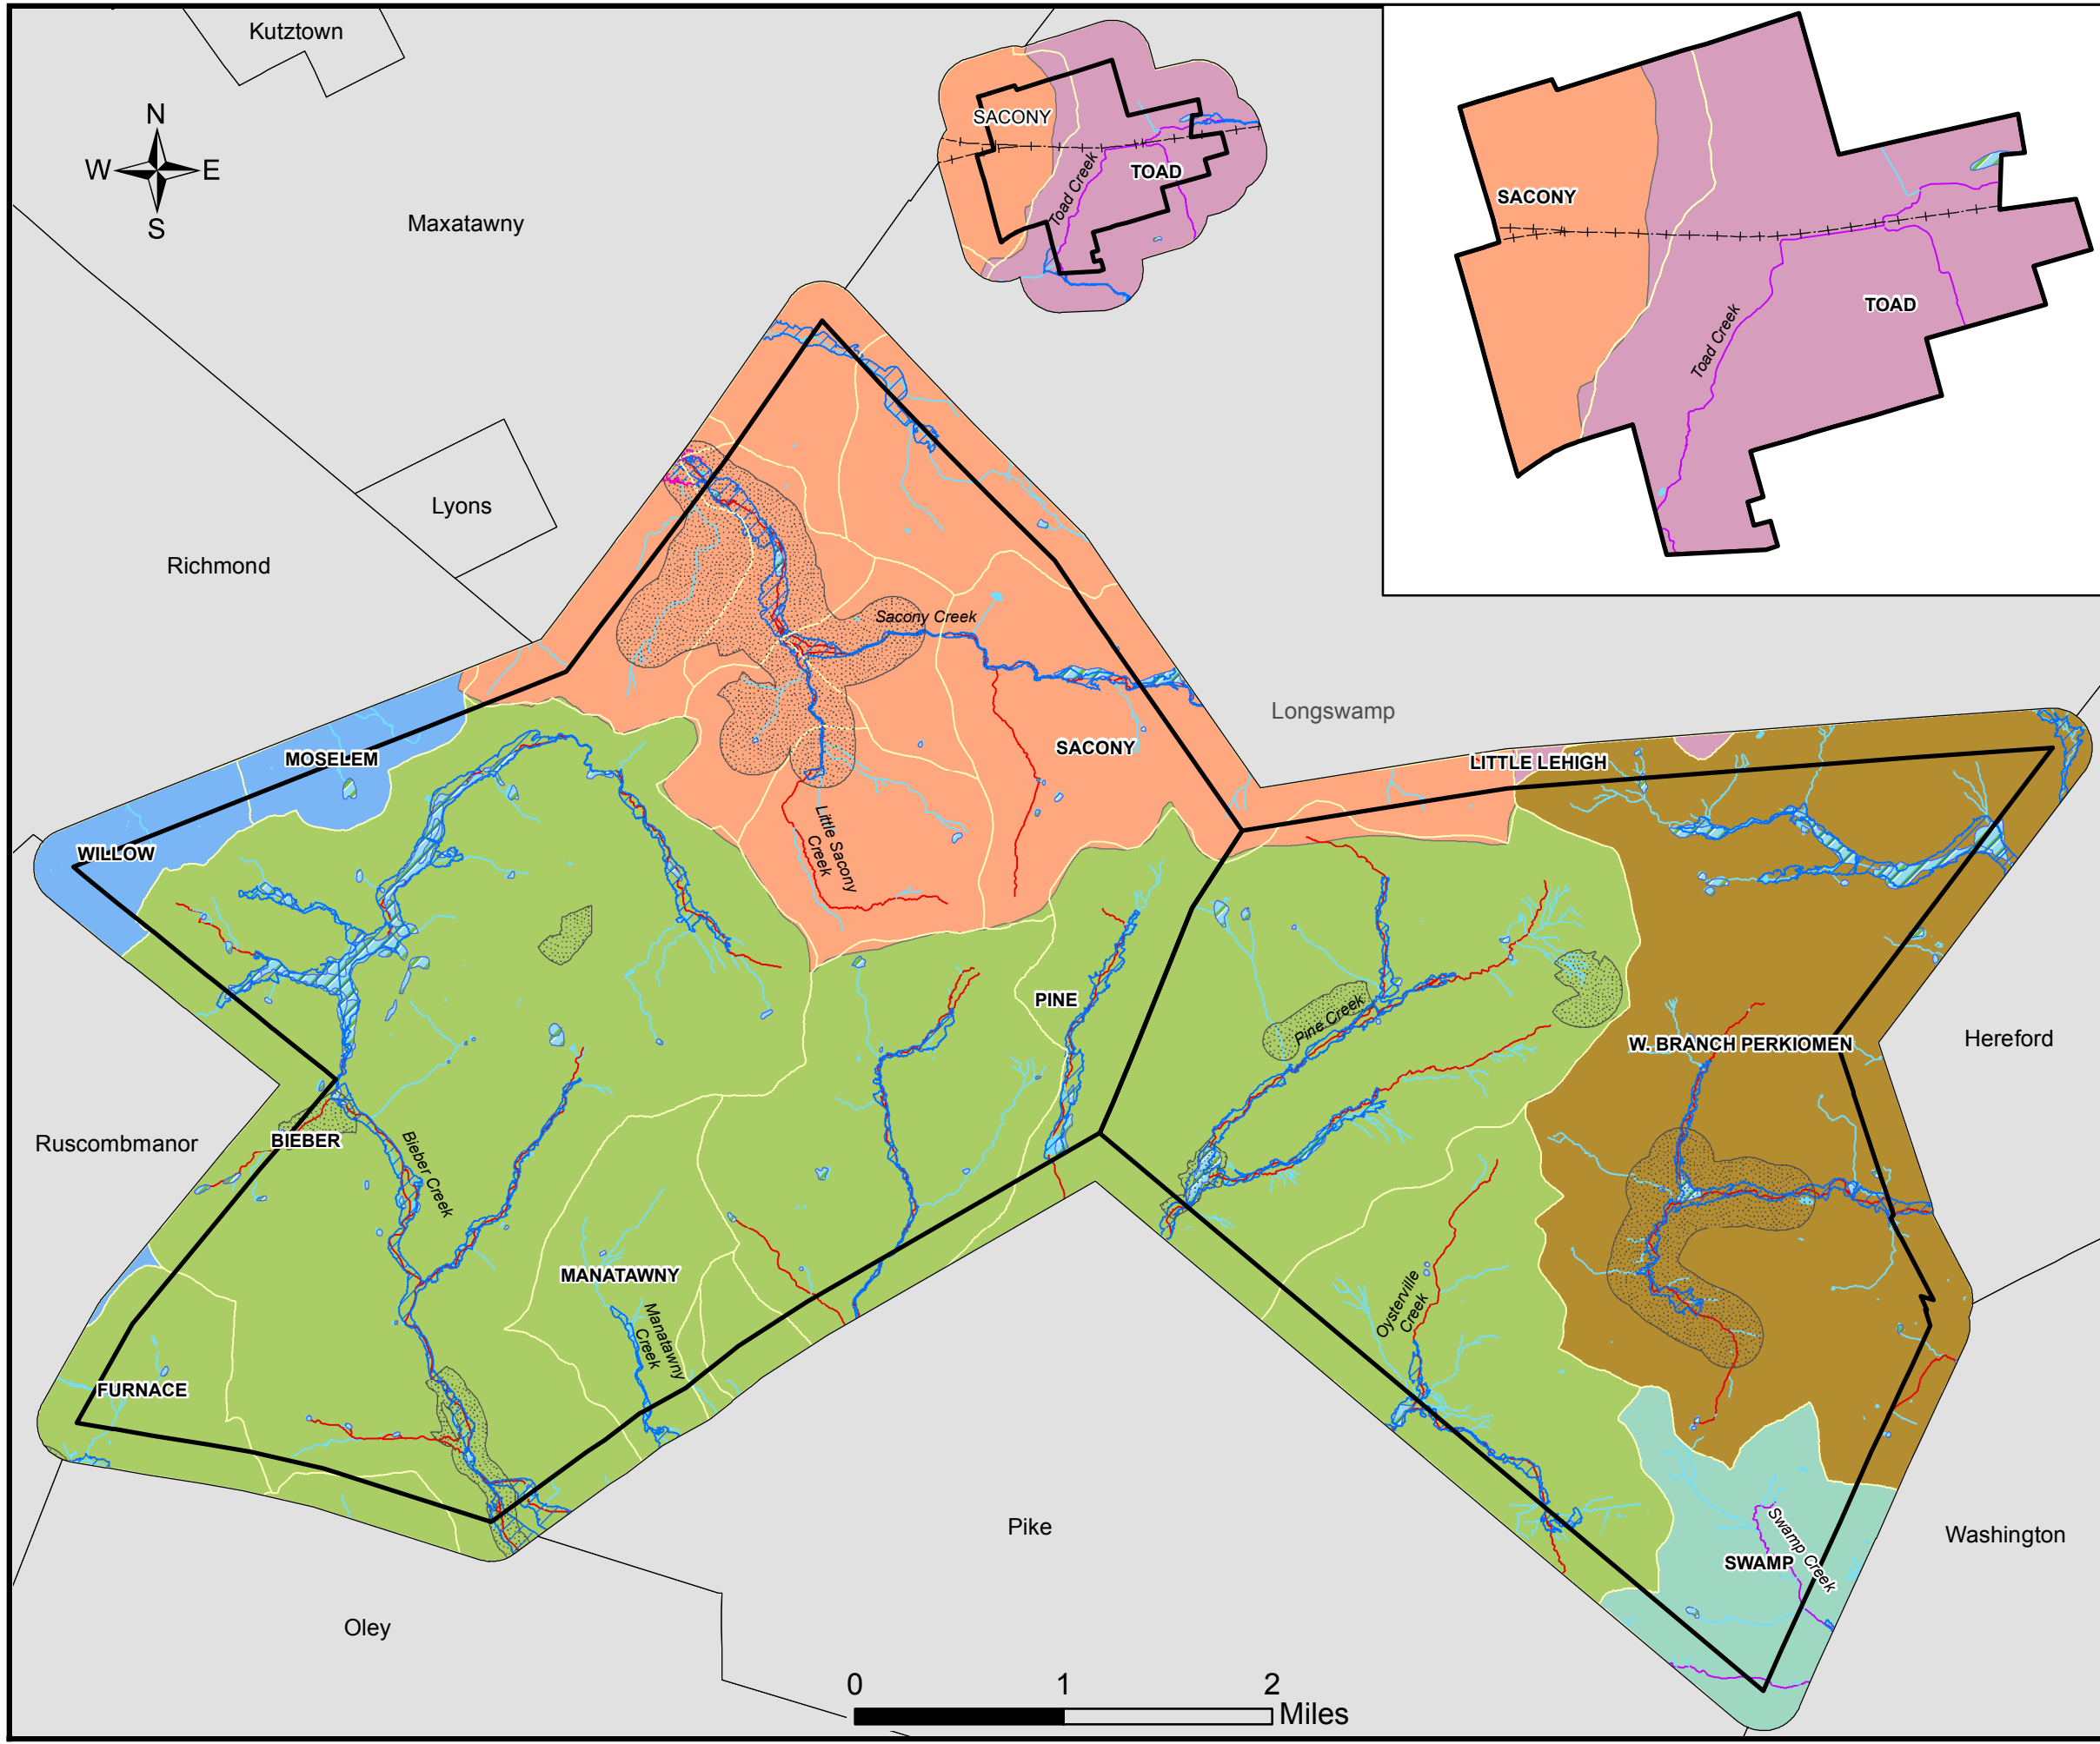 Kutztown
N
W
E
S
Maxatawny
SACONY
TOAD
Toad Creek
SACONY
TOAD
Toad Creek
Lyons
Richmond
Sacony Creek
Longswamp
SACONY
MOSELEM
LITTLE LEHIGH
WILLOW
Little Sacony
Creek
PINE
Pine Creek
W. BRANCH PERKIOMEN
Hereford
Ruscombmanor
BIEBER
Bieber Creek
MANATAWNY
Manatawny
Creek
Oysterville
Creek
FURNACE
Pike
Swamp Creek
SWAMP
Washington
Oley
0
1
2
Miles